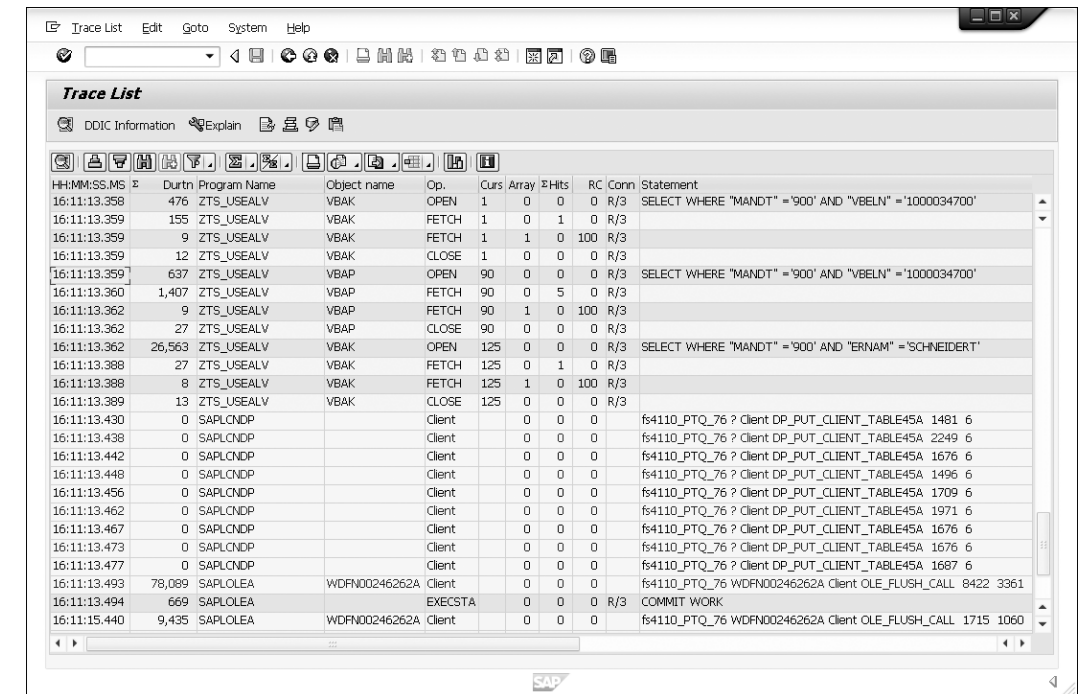 Trace List Edit Goto System Help
Trace List
DDIC Information Explain
HH:MM:SS.MS Σ Durtn Program Name Object name Op. Curs Array ΣHits RC Conn Statement
16:11:13.358 476 ZTS_USEALV VBAK OPEN 1 0 0 0 R/3 SELECT WHERE "MANDT" ='900' AND "VBELN" ='1000034700'
16:11:13.359 155 ZTS_USEALV VBAK FETCH 1 0 1 0 R/3
16:11:13.359 9 ZTS_USEALV VBAK FETCH 1 1 0 100 R/3
16:11:13.359 12 ZTS_USEALV VBAK CLOSE 1 0 0 0 R/3
16:11:13.359 637 ZTS_USEALV VBAP OPEN 90 0 0 0 R/3 SELECT WHERE "MANDT" ='900' AND "VBELN" ='1000034700'
16:11:13.360 1,407 ZTS_USEALV VBAP FETCH 90 0 5 0 R/3
16:11:13.362 9 ZTS_USEALV VBAP FETCH 90 1 0 100 R/3
16:11:13.362 27 ZTS_USEALV VBAP CLOSE 90 0 0 0 R/3
16:11:13.362 26,563 ZTS_USEALV VBAK OPEN 125 0 0 0 R/3 SELECT WHERE "MANDT" ='900' AND "ERNAM" ='SCHNEIDERT'
16:11:13.388 27 ZTS_USEALV VBAK FETCH 125 0 1 0 R/3
16:11:13.388 8 ZTS_USEALV VBAK FETCH 125 1 0 100 R/3
16:11:13.389 13 ZTS_USEALV VBAK CLOSE 125 0 0 0 R/3
16:11:13.430 0 SAPLCNDP Client 0 0 0 fs4110_PTQ_76 ? Client DP_PUT_CLIENT_TABLE45A 1481 6
16:11:13.438 0 SAPLCNDP Client 0 0 0 fs4110_PTQ_76 ? Client DP_PUT_CLIENT_TABLE45A 2249 6
16:11:13.442 0 SAPLCNDP Client 0 0 0 fs4110_PTQ_76 ? Client DP_PUT_CLIENT_TABLE45A 1676 6
16:11:13.448 0 SAPLCNDP Client 0 0 0 fs4110_PTQ_76 ? Client DP_PUT_CLIENT_TABLE45A 1496 6
16:11:13.456 0 SAPLCNDP Client 0 0 0 fs4110_PTQ_76 ? Client DP_PUT_CLIENT_TABLE45A 1709 6
16:11:13.462 0 SAPLCNDP Client 0 0 0 fs4110_PTQ_76 ? Client DP_PUT_CLIENT_TABLE45A 1971 6
16:11:13.467 0 SAPLCNDP Client 0 0 0 fs4110_PTQ_76 ? Client DP_PUT_CLIENT_TABLE45A 1676 6
16:11:13.473 0 SAPLCNDP Client 0 0 0 fs4110_PTQ_76 ? Client DP_PUT_CLIENT_TABLE45A 1676 6
16:11:13.477 0 SAPLCNDP Client 0 0 0 fs4110_PTQ_76 ? Client DP_PUT_CLIENT_TABLE45A 1687 6
16:11:13.493 78,089 SAPLOLEA WDFN00246262A Client 0 0 0 fs4110_PTQ_76 WDFN00246262A Client OLE_FLUSH_CALL 8422 3361
16:11:13.494 669 SAPLOLEA EXECSTA 0 0 0 R/3 COMMIT WORK
16:11:15.440 9,435 SAPLOLEA WDFN00246262A Client 0 0 0 fs4110_PTQ_76 WDFN00246262A Client OLE_FLUSH_CALL 1715 1060
SAP